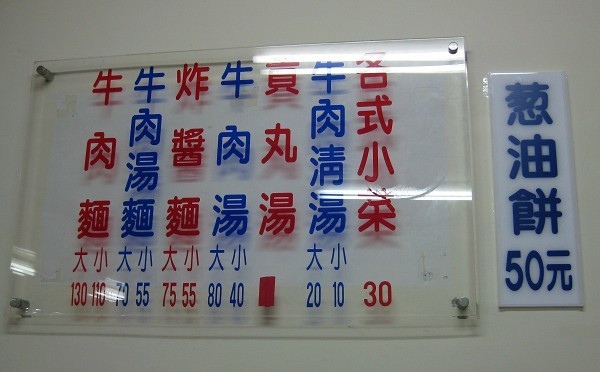 牛肉麵
大 小
130 110
牛肉湯麵
大 小
70 55
炸醬麵
大 小
75 55
牛肉湯
大 小
80 40
貢丸湯
牛肉清湯
大 小
20 10
各式小菜
30
葱油餅
50元